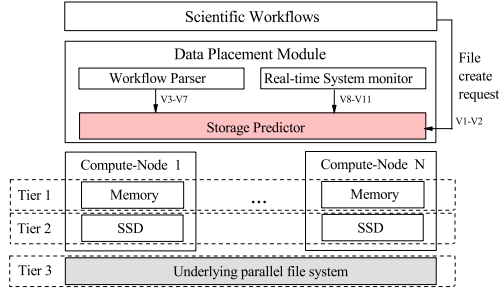 Scientific Workflows
Data Placement Module
File
create
request
Workflow Parser
Real-time System monitor
V3-V7
V8-V11
V1-V2
Storage Predictor
Compute-Node 1
Compute-Node N
Tier 1
Memory
...
Memory
Tier 2
SSD
SSD
Tier 3
Underlying parallel file system